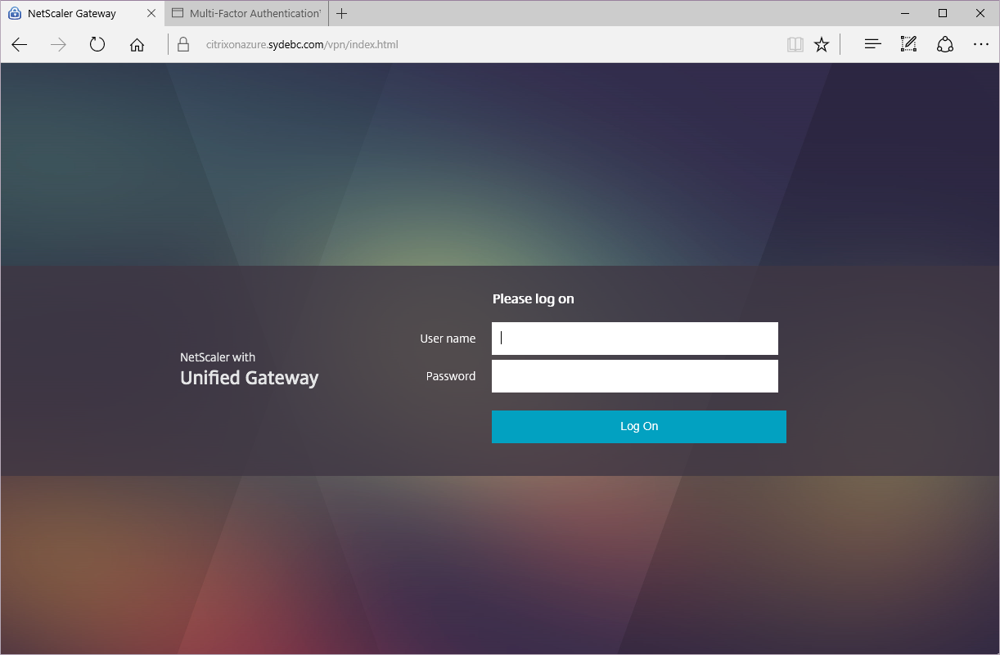 NetScaler Gateway
Multi-Factor Authentication
citrixonazure.sydebc.com/vpn/index.html
Please log on
User name
NetScaler with
Unified Gateway
Password
Log On